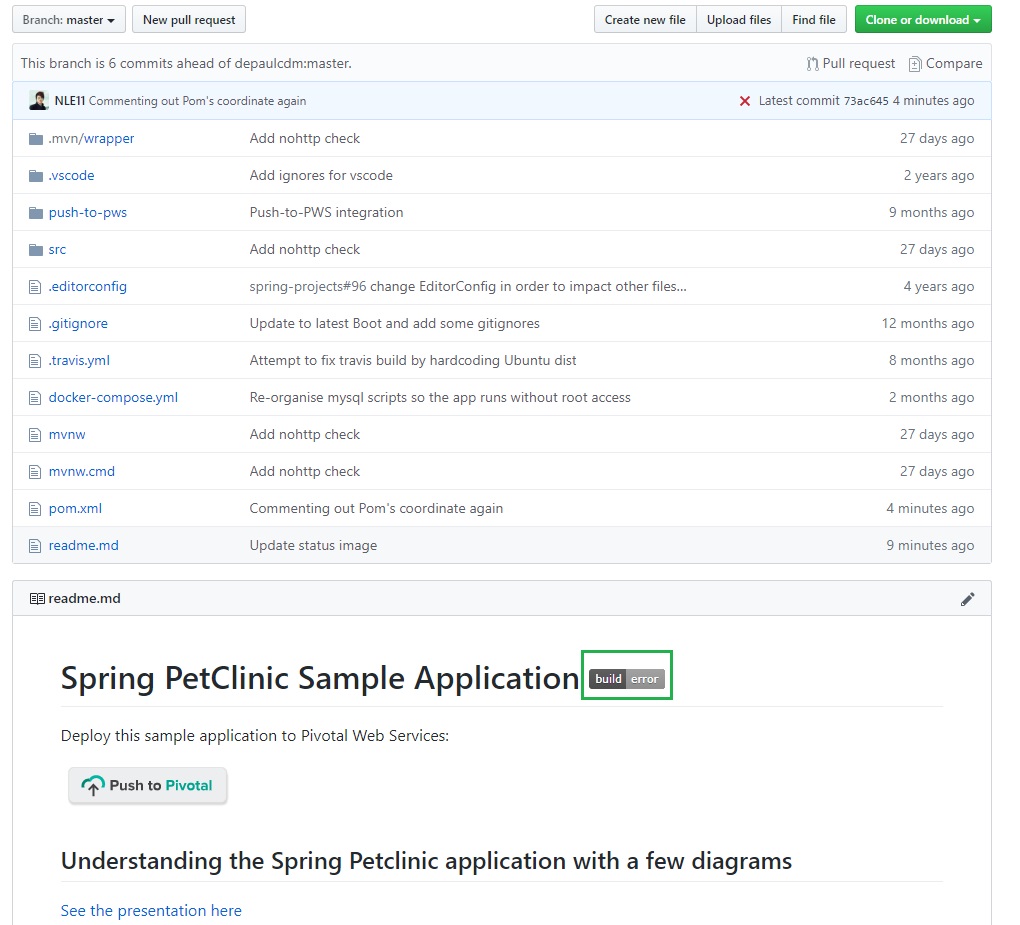 Branch: master New pull request Create new file Upload files Find file Clone or download
This branch is 6 commits ahead of depaulcdm:master. Pull request Compare
NLE11 Commenting out Pom's coordinate again Latest commit 73ac645 4 minutes ago
.mvn/wrapper Add nohttp check 27 days ago
.vscode Add ignores for vscode 2 years ago
push-to-pws Push-to-PWS integration 9 months ago
src Add nohttp check 27 days ago
.editorconfig spring-projects#96 change EditorConfig in order to impact other files... 4 years ago
.gitignore Update to latest Boot and add some gitignores 12 months ago
.travis.yml Attempt to fix travis build by hardcoding Ubuntu dist 8 months ago
docker-compose.yml Re-organise mysql scripts so the app runs without root access 2 months ago
mvnw Add nohttp check 27 days ago
mvnw.cmd Add nohttp check 27 days ago
pom.xml Commenting out Pom's coordinate again 4 minutes ago
readme.md Update status image 9 minutes ago
readme.md
Spring PetClinic Sample Application build error
Deploy this sample application to Pivotal Web Services:
Push to Pivotal
Understanding the Spring Petclinic application with a few diagrams
See the presentation here